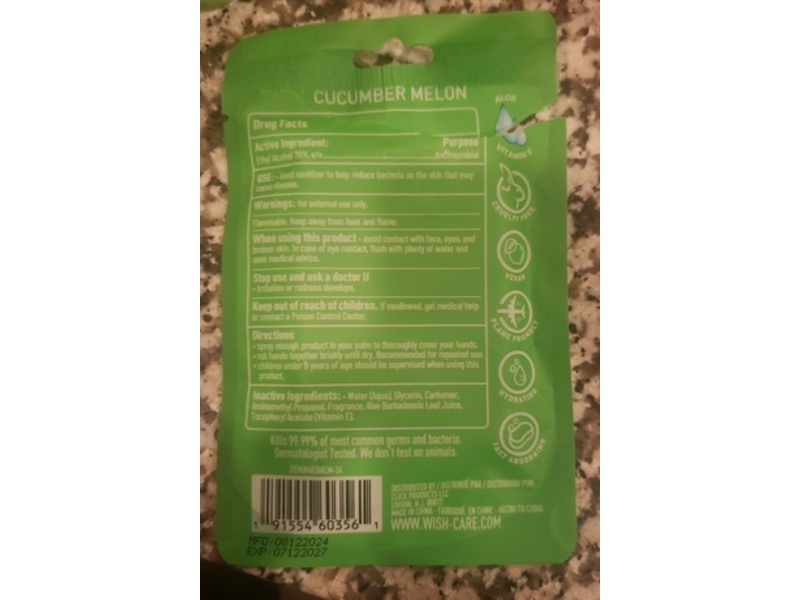 CUCUMBER MELON
Drug Facts
Active Ingredient: Purpose
Ethyl Alcohol 70% v/v Antimicrobial
USE: - hand sanitizer to help reduce bacteria on the skin that may
cause disease.
Warnings: for external use only.
Flammable. Keep away from heat and flame.
When using this product - avoid contact with face, eyes, and
broken skin. In case of eye contact, flush with plenty of water and
seek medical advice.
Stop use and ask a doctor if
- irritation or redness develops.
Keep out of reach of children. If swallowed, get medical help
or contact a Poison Control Center.
Directions
- spray enough product in your palm to thoroughly cover your hands.
- rub hands together briskly until dry. Recommended for repeated use.
- children under 6 years of age should be supervised when using this
product.
Inactive Ingredients: - Water (Aqua), Glycerin, Carbomer,
Aminomethyl Propanol, Fragrance, Aloe Barbadensis Leaf Juice,
Tocopheryl Acetate (Vitamin E).
Kills 99.99% of most common germs and bacteria.
Dermatologist Tested. We don't test on animals.
1 91554 60356 1
MFD:08122024
EXP:07122027
DISTRIBUTED BY / DISTRIBUÉ PAR / DISTRIBUIDO POR:
CLICK PRODUCTS LLC
EDISON, N.J. 08817
MADE IN CHINA - FABRIQUÉ EN CHINE - HECHO EN CHINA
WWW.WISH-CARE.COM
ALOE
VITAMIN E
CRUELTY FREE
VEGAN
PLANE FRIENDLY
HYDRATING
FAST ABSORBING